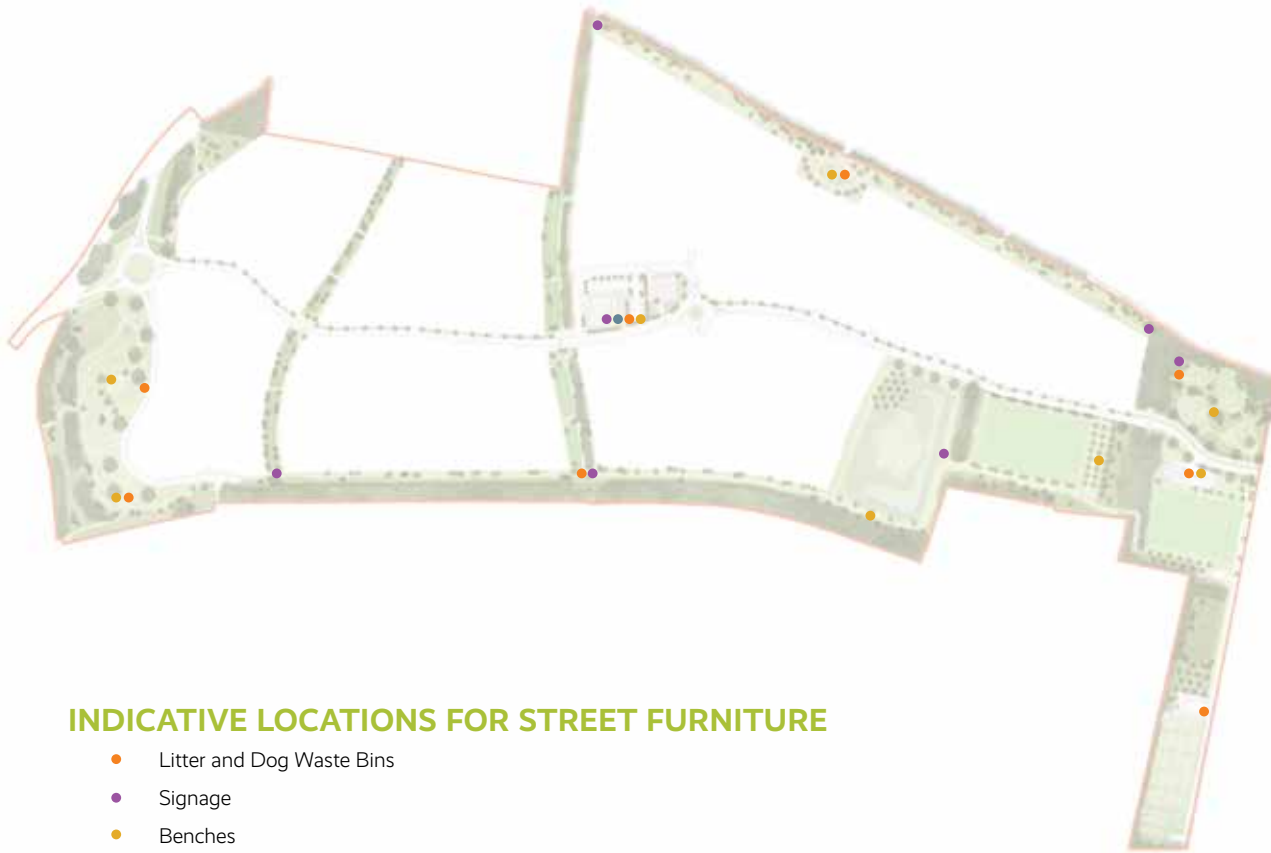 INDICATIVE LOCATIONS FOR STREET FURNITURE
Litter and Dog Waste Bins
Signage
Benches